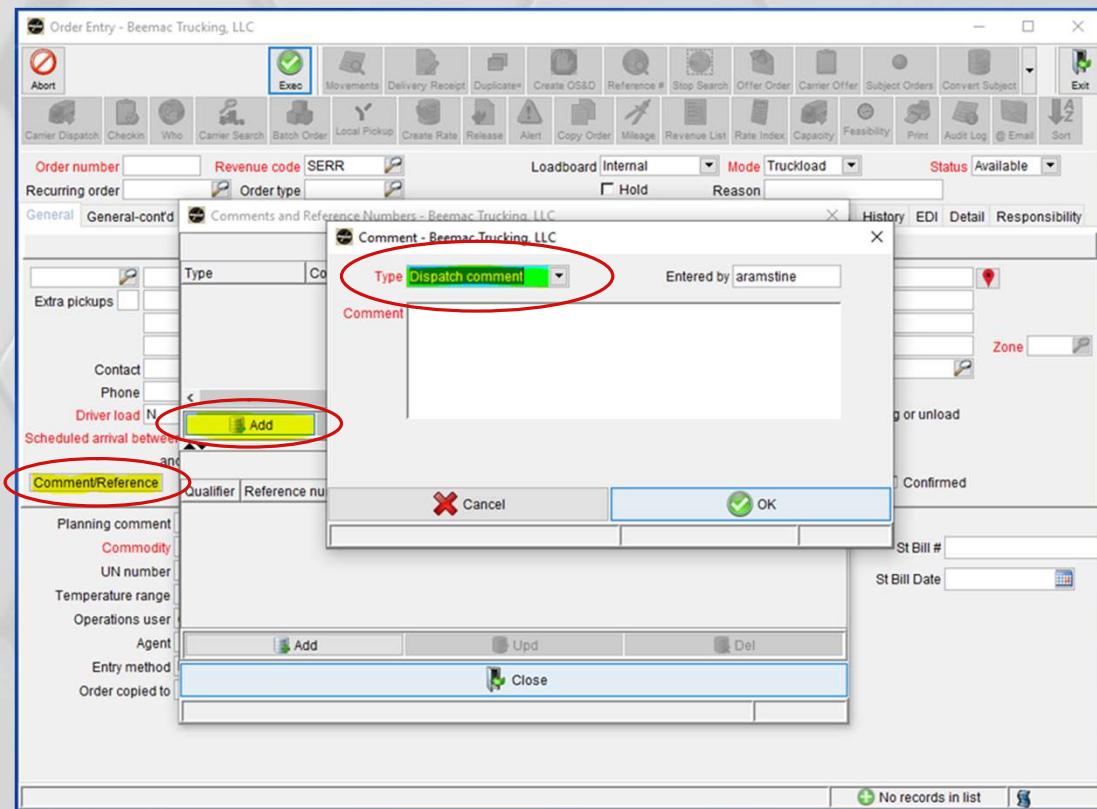 Order Entry - Beemac Trucking, LLC
Abort Exec Movements Delivery Receipt Duplicate= Create OS&D Reference # Stop Search Offer Order Carrier Offer Subject Orders Convert Subject Exit
Carrier Dispatch Checkin Who Carrier Search Batch Order Local Pickup Create Rate Release Alert Copy Order Mileage Revenue List Rate Index Capacity Feasibility Print Audit Log @ Email Sort
Order number Revenue code SERR Loadboard Internal Mode Truckload Status Available
Recurring order Order type Hold Reason
General General-cont'd Comments and Reference Numbers - Beemac Trucking, LLC History EDI Detail Responsibility
Comment - Beemac Trucking, LLC
Type Co Type Dispatch comment Entered by aramstine
Extra pickups
Comment
Zone
Contact
Phone
Driver load N Add g or unload
Scheduled arrival between
and
Comment/Reference Qualifier Reference nu Cancel OK Confirmed
Planning comment
Commodity St Bill #
UN number St Bill Date
Temperature range
Operations user
Agent Add Upd Del
Entry method Close
Order copied to
No records in list